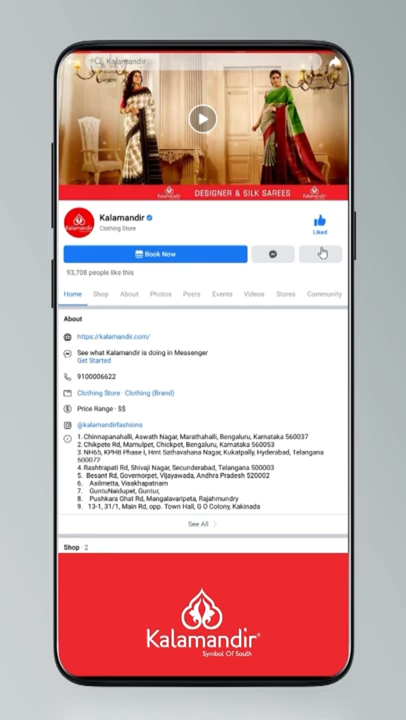 Kalamandir
Kalamandir
DESIGNER & SILK SAREES
Kalamandir
Kalamandir
Kalamandir
Clothing Store
Liked
Book Now
93,708 people like this
Home Shop About Photos Posts Events Videos Stores Community
About
https://kalamandir.com/
See what Kalamandir is doing in Messenger
Get Started
9100006622
Clothing Store · Clothing (Brand)
Price Range · $$
@kalamandirfashions
1. Chinnapanahalli, Aswath Nagar, Marathahalli, Bengaluru, Karnataka 560037
2. Chikpete Rd, Mamulpet, Chickpet, Bengaluru, Karnataka 560053
3. NH65, KPHB Phase I, Hmt Sathavahana Nagar, Kukatpally, Hyderabad, Telangana
500072
4. Rashtrapati Rd, Shivaji Nagar, Secunderabad, Telangana 500003
5. Besant Rd, Governorpet, Vijayawada, Andhra Pradesh 520002
6. Asilmetta, Visakhapatnam
7. GuntuNaidupet, Guntur,
8. Pushkara Ghat Rd, Mangalavaripeta, Rajahmundry
9. 13-1, 31/1, Main Rd, opp. Town Hall, G O Colony, Kakinada
See All
Shop · 2
Kalamandir®
Symbol Of South